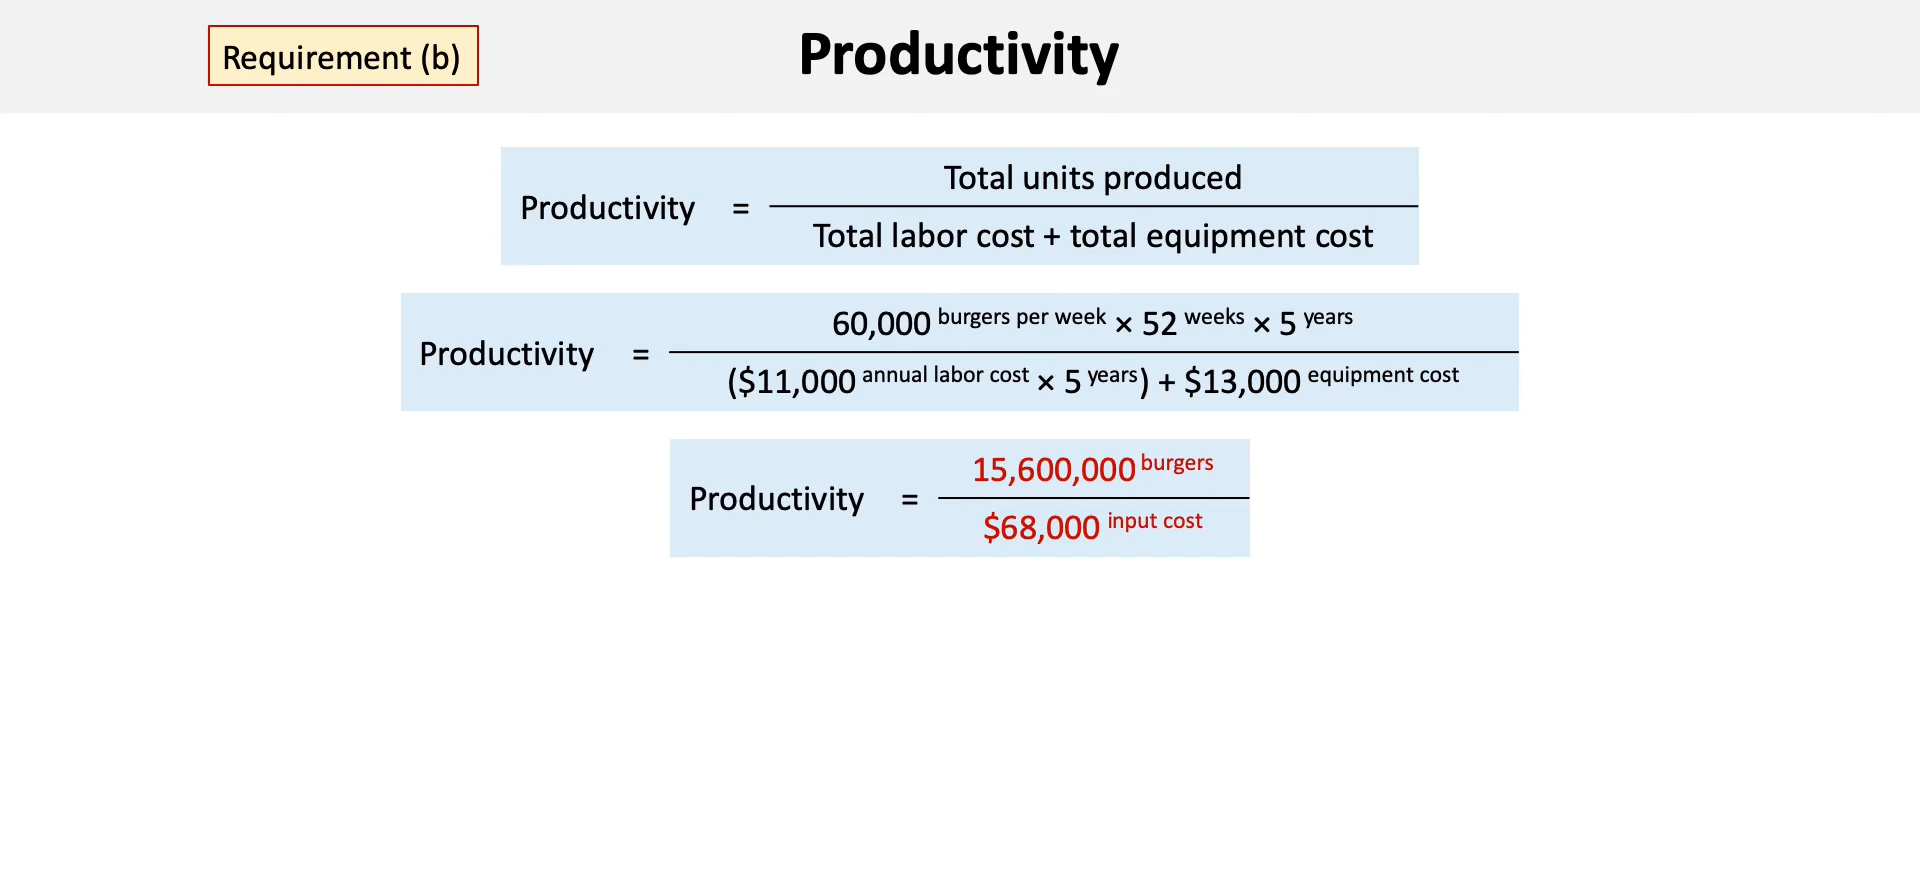 Requirement (b)
Productivity
Total units produced
Productivity =
Total labor cost + total equipment cost
60,000 burgers per week × 52 weeks × 5 years
Productivity =
($11,000 annual labor cost × 5 years) + $13,000 equipment cost
15,600,000 burgers
Productivity =
$68,000 input cost